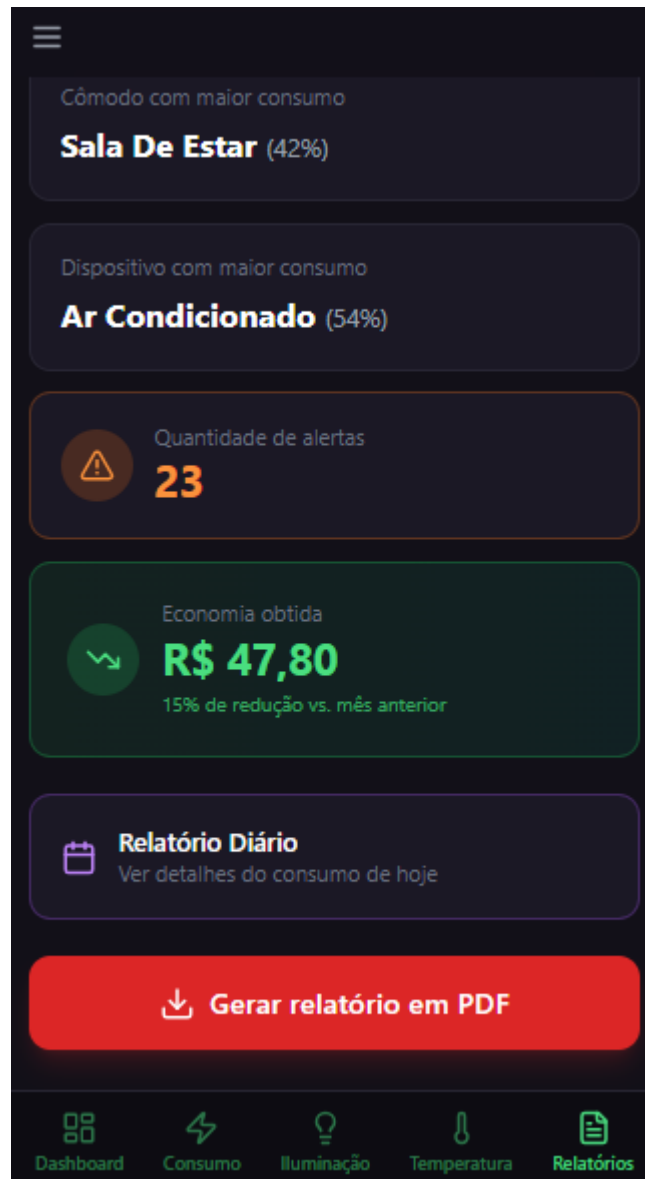 Cômodo com maior consumo
Sala De Estar (42%)
Dispositivo com maior consumo
Ar Condicionado (54%)
Quantidade de alertas
23
Economia obtida
R$ 47,80
15% de redução vs. mês anterior
Relatório Diário
Ver detalhes do consumo de hoje
Gerar relatório em PDF
Dashboard Consumo Iluminação Temperatura Relatórios